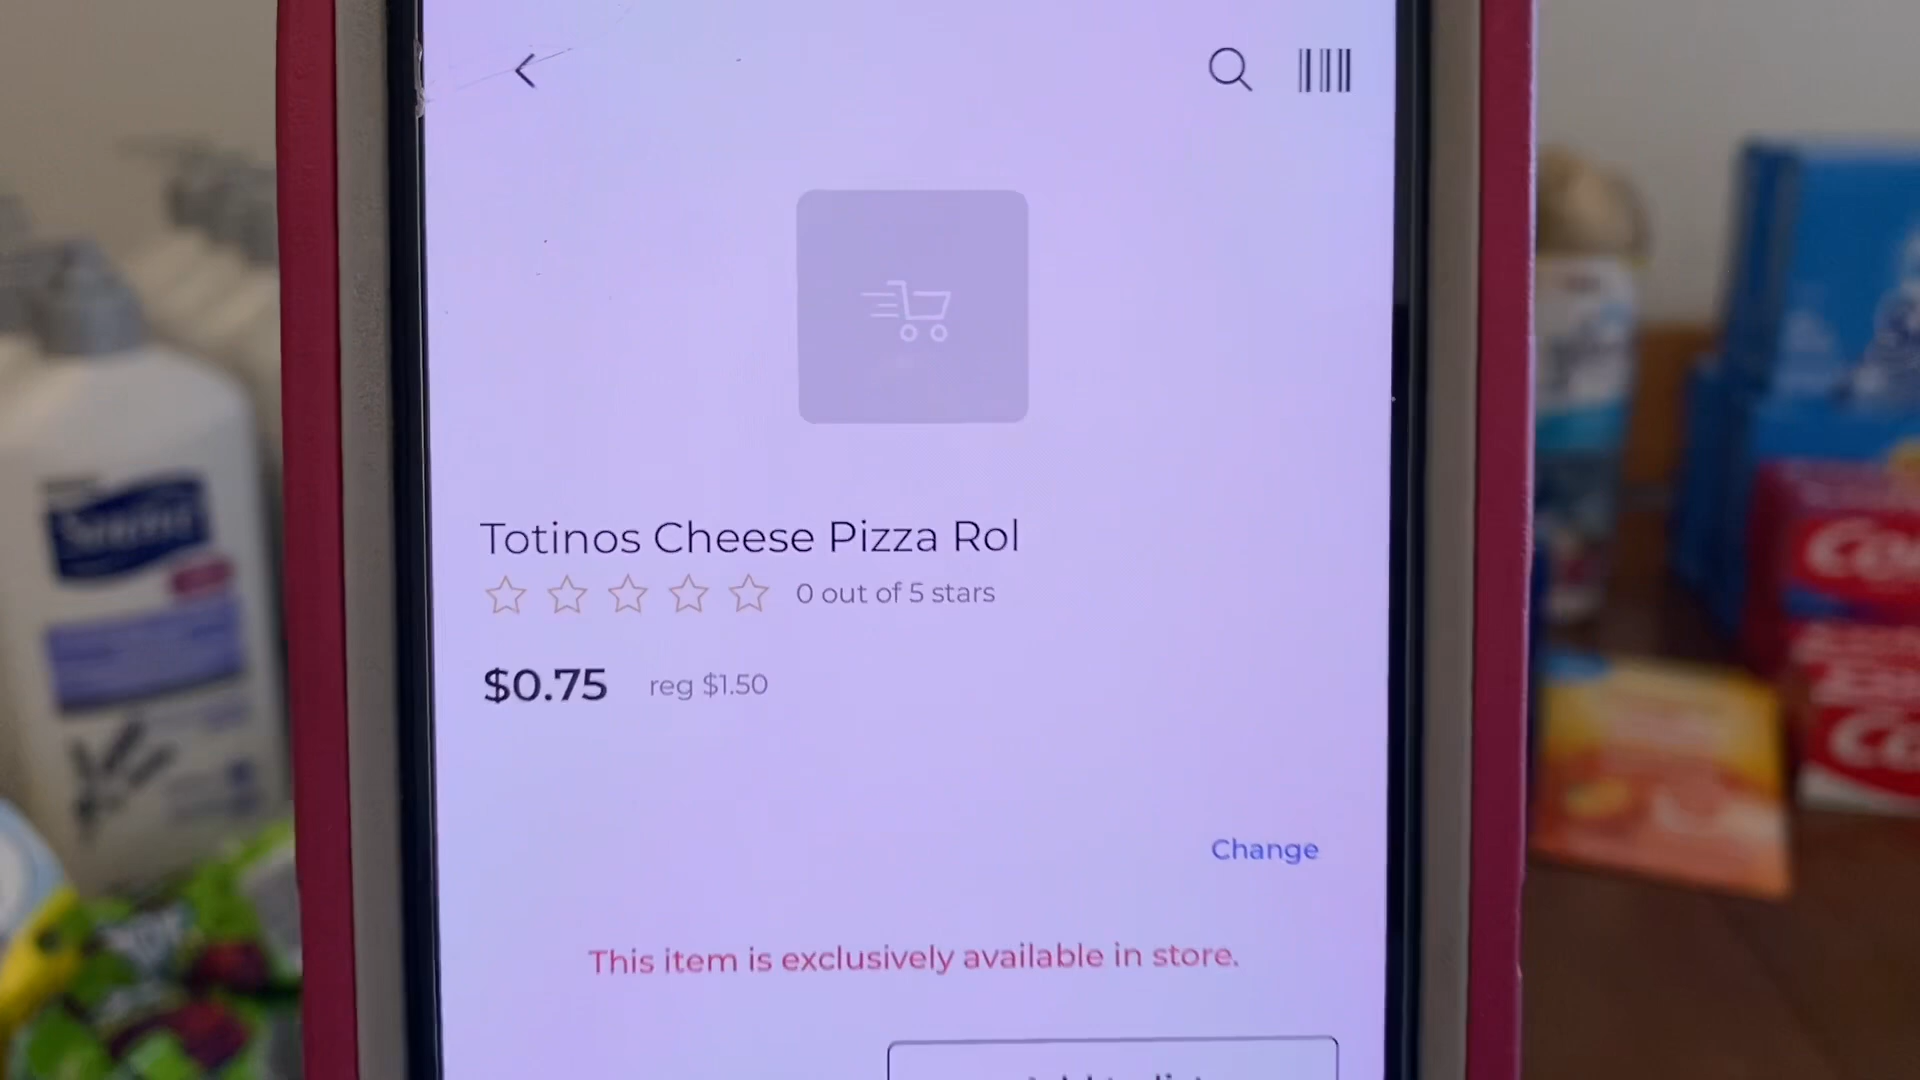 Totinos Cheese Pizza Rol
0 out of 5 stars
$0.75 reg $1.50
Change
This item is exclusively available in store.